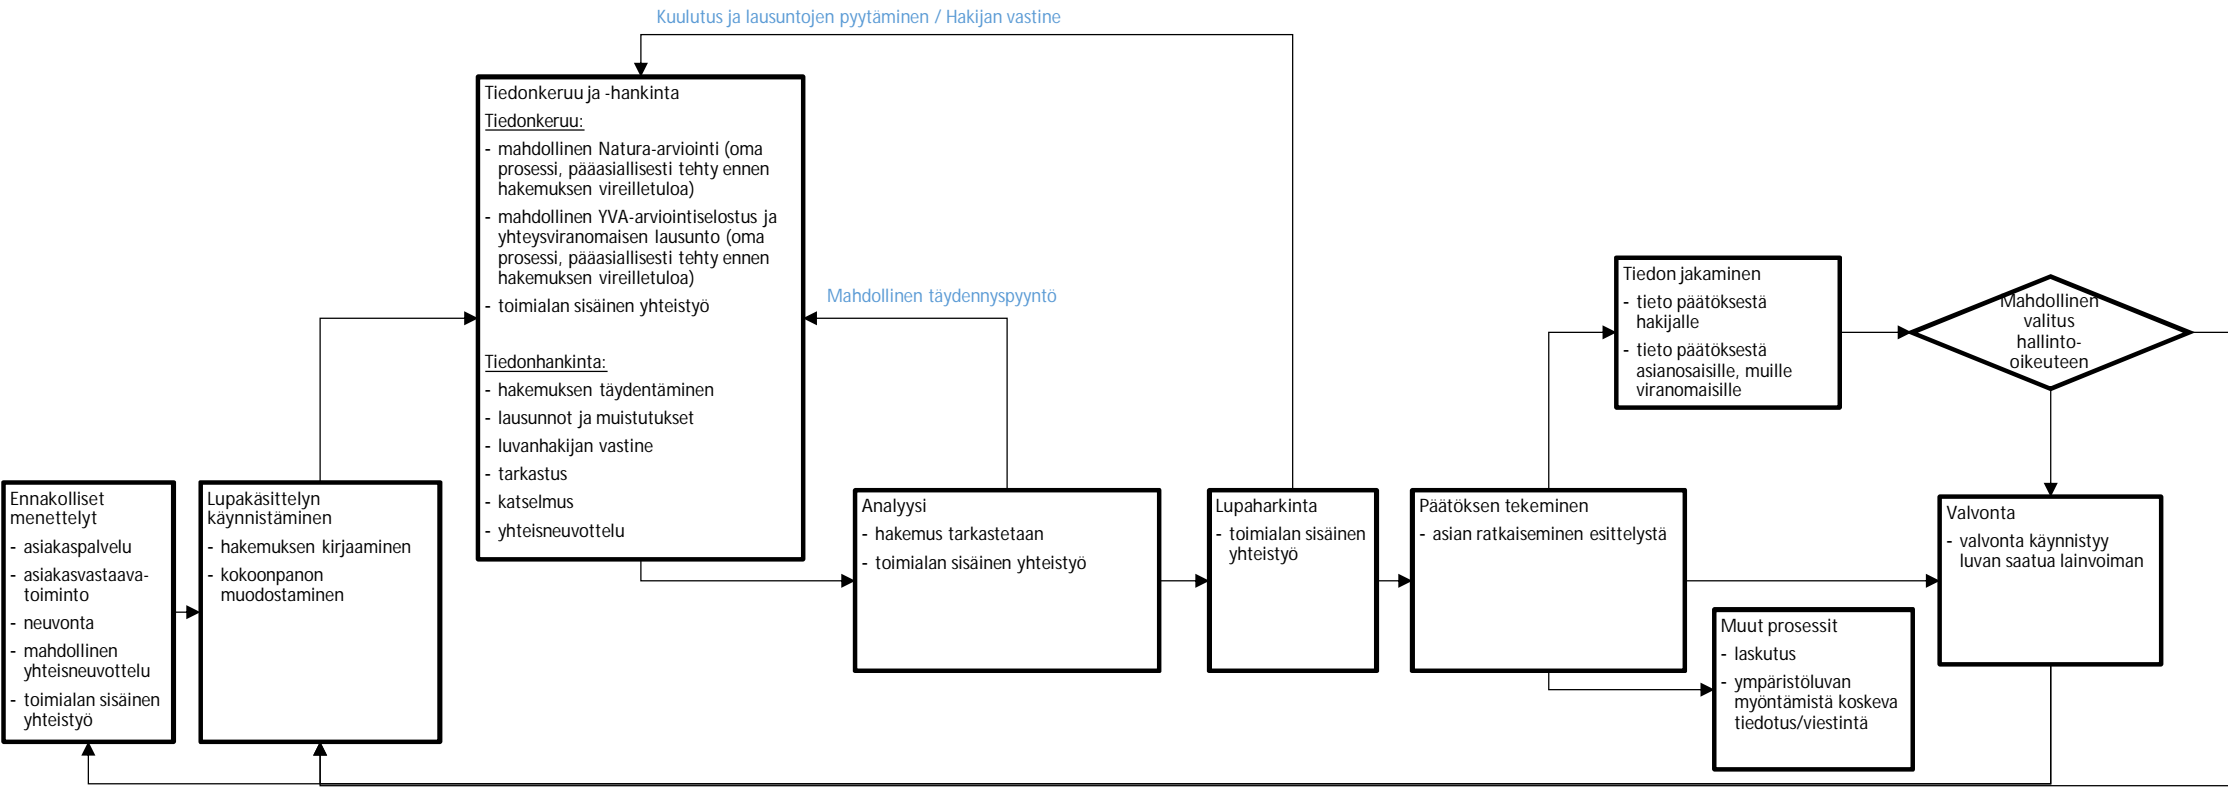 Kuulutus ja lausuntojen pyytäminen / Hakijan vastine
Tiedonkeruu ja -hankinta
Tiedonkeruu:
- mahdollinen Natura-arviointi (oma
prosessi, pääasiallisesti tehty ennen
hakemuksen vireilletuloa)
- mahdollinen YVA-arviointiselostus ja
yhteysviranomaisen lausunto (oma
prosessi, pääasiallisesti tehty ennen
hakemuksen vireilletuloa)
- toimialan sisäinen yhteistyö
Tiedonhankinta:
- hakemuksen täydentäminen
- lausunnot ja muistutukset
- luvanhakijan vastine
- tarkastus
- katselmus
- yhteisneuvottelu
Mahdollinen täydennyspyyntö
Ennakolliset
menettelyt
- asiakaspalvelu
- asiakasvastaava-
toiminto
- neuvonta
- mahdollinen
yhteisneuvottelu
- toimialan sisäinen
yhteistyö
Lupakäsittelyn
käynnistäminen
- hakemuksen kirjaaminen
- kokoonpanon
muodostaminen
Analyysi
- hakemus tarkastetaan
- toimialan sisäinen yhteistyö
Lupaharkinta
- toimialan sisäinen
yhteistyö
Päätöksen tekeminen
- asian ratkaiseminen esittelystä
Tiedon jakaminen
- tieto päätöksestä
hakijalle
- tieto päätöksestä
asianosaisille, muille
viranomaisille
Mahdollinen
valitus
hallinto-
oikeuteen
Valvonta
- valvonta käynnistyy
luvan saatua lainvoiman
Muut prosessit
- laskutus
- ympäristöluvan
myöntämistä koskeva
tiedotus/viestintä